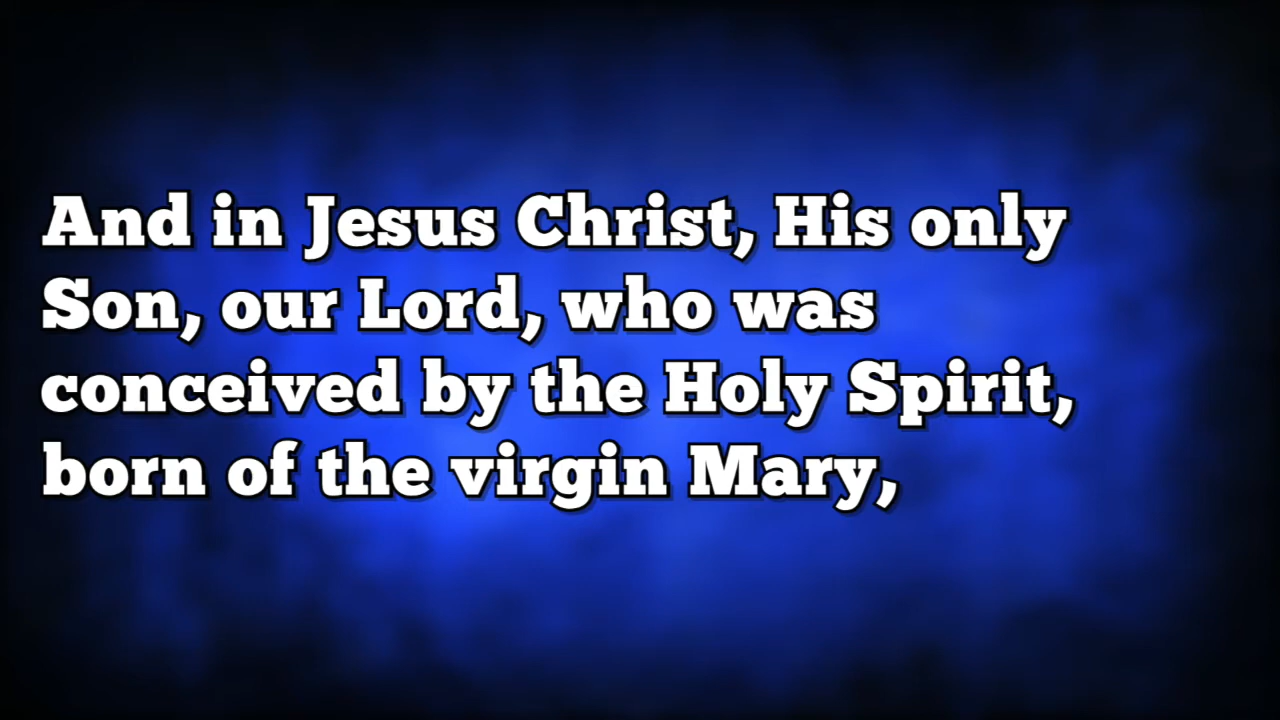 And in Jesus Christ, His only
Son, our Lord, who was
conceived by the Holy Spirit,
born of the virgin Mary,